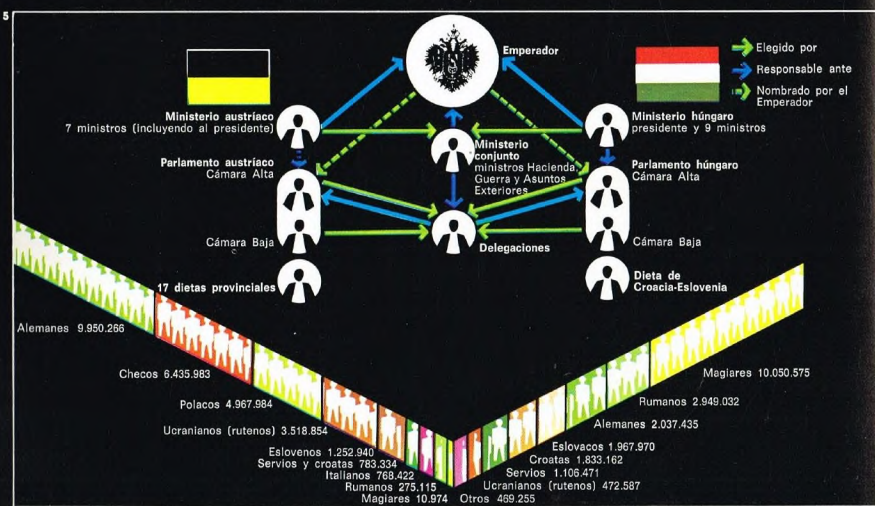 5
Emperador
Elegido por
Responsable ante
Nombrado por el
Emperador
Ministerio austríaco
7 ministros (incluyendo al presidente)
Ministerio húngaro
presidente y 9 ministros
Ministerio
conjunto
ministros Hacienda,
Guerra y Asuntos
Exteriores
Parlamento austríaco
Cámara Alta
Parlamento húngaro
Cámara Alta
Cámara Baja
Delegaciones
Cámara Baja
17 dietas provinciales
Dieta de
Croacia-Eslovenia
Alemanes 9.950.266
Checos 6.435.983
Polacos 4.967.984
Ucranianos (rutenos) 3.518.854
Eslovenos 1.252.940
Servios y croatas 783.334
Italianos 768.422
Rumanos 275.115
Magiares 10.974
Magiares 10.050.575
Rumanos 2.949.032
Alemanes 2.037.435
Eslovacos 1.967.970
Croatas 1.833.162
Servios 1.106.471
Ucranianos (rutenos) 472.587
Otros 469.255